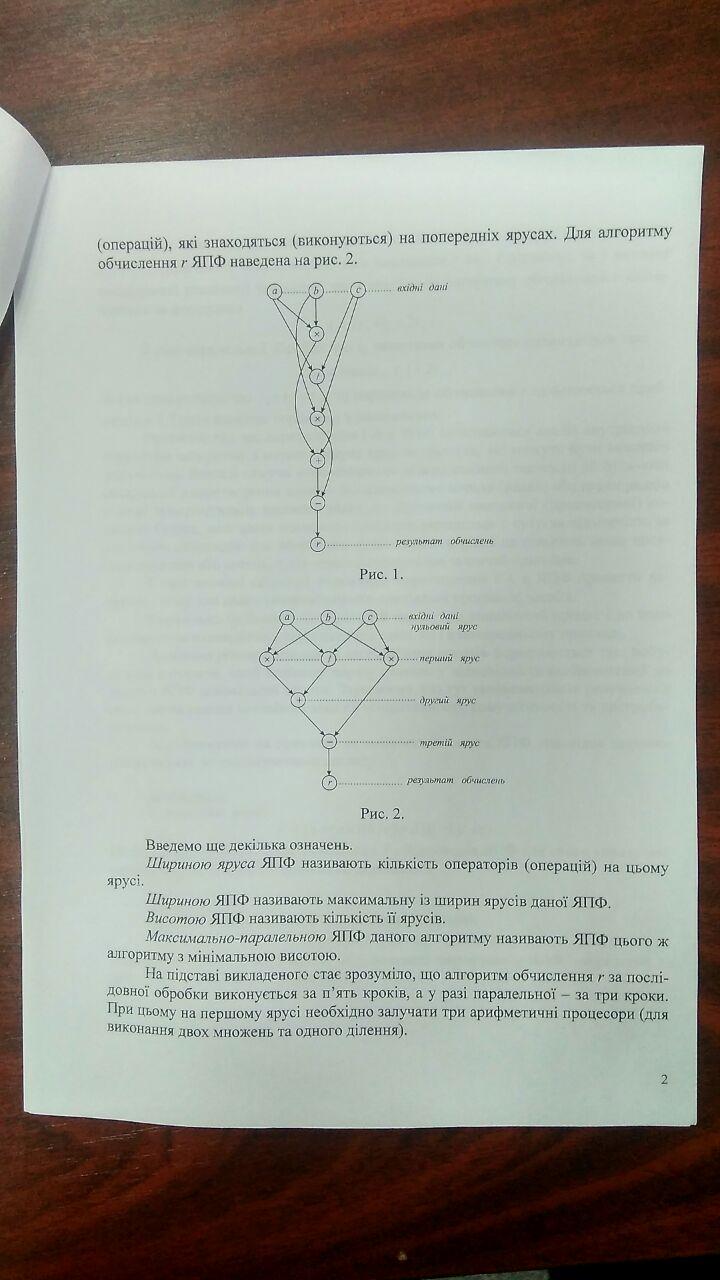 (операцій), які знаходяться (виконуються) на попередніх ярусах. Для алгоритму
обчислення r ЯПФ наведена на рис. 2.
a b c вхідні дані
×
/
×
+
−
r результат обчислень
Рис. 1.
a b c вхідні дані
нульовий ярус
× / × перший ярус
+ другий ярус
− третій ярус
r результат обчислень
Рис. 2.
Введемо ще декілька означень.
Шириною яруса ЯПФ називають кількість операторів (операцій) на цьому
ярусі.
Шириною ЯПФ називають максимальну із ширин ярусів даної ЯПФ.
Висотою ЯПФ називають кількість її ярусів.
Максимально-паралельною ЯПФ даного алгоритму називають ЯПФ цього ж
алгоритму з мінімальною висотою.
На підставі викладеного стає зрозуміло, що алгоритм обчислення r за послі-
довної обробки виконується за п’ять кроків, а у разі паралельної – за три кроки.
При цьому на першому ярусі необхідно залучати три арифметичні процесори (для
виконання двох множень та одного ділення).
2